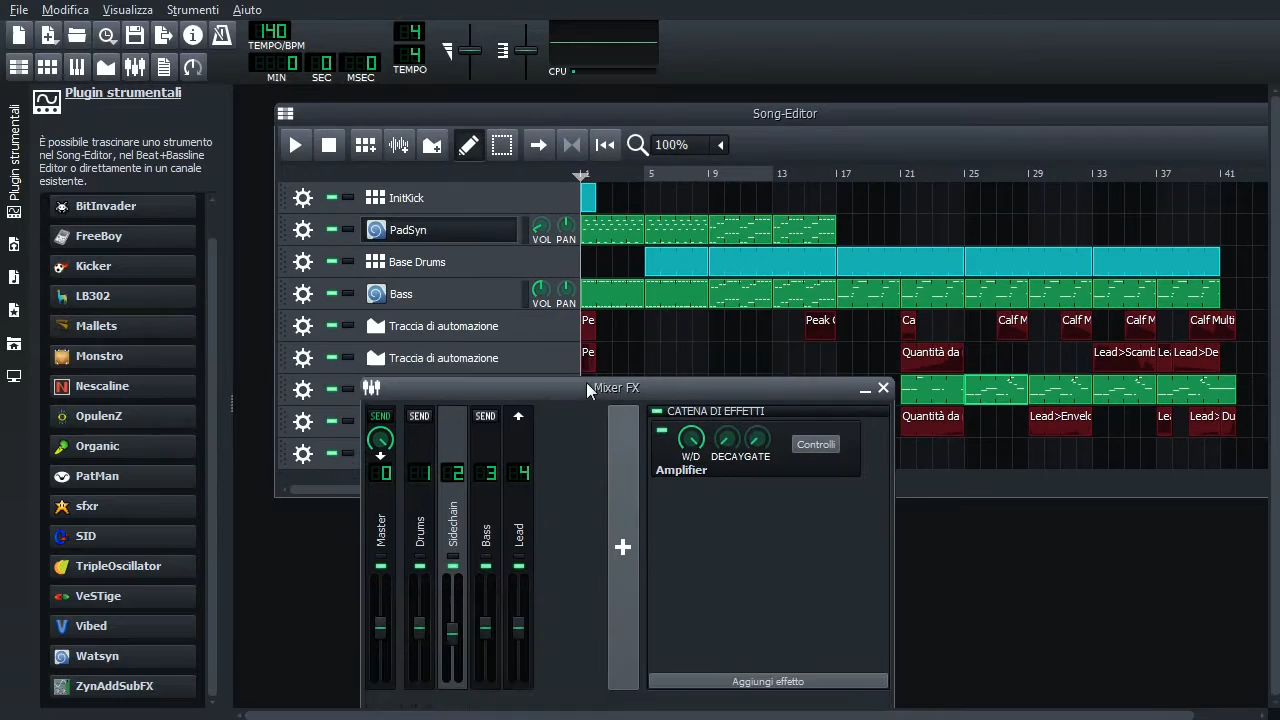 File Modifica Visualizza Strumenti Aiuto
140
TEMPO/BPM
0 0 0
MIN SEC MSEC
4
4
TEMPO
CPU
Plugin strumentali
Plugin strumentali
È possibile trascinare uno strumento
nel Song-Editor, nel Beat+Bassline
Editor o direttamente in un canale
esistente.
BitInvader
FreeBoy
Kicker
LB302
Mallets
Monstro
Nescaline
OpulenZ
Organic
PatMan
sfxr
SID
TripleOscillator
VeSTige
Vibed
Watsyn
ZynAddSubFX
Song-Editor
100%
1 5 9 13 17 21 25 29 33 37 41
InitKick
PadSyn VOL PAN
Base Drums
Bass VOL PAN
Traccia di automazione Pe Peak C Ca Calf M Calf M Calf M Calf Multi
Traccia di automazione Pe Quantità da Lead>Scamb Le Lead>De
Quantità da Lead>Envelo Le Lead>Du
Mixer FX
SEND SEND SEND
0 1 2 3 4
Master Drums Sidechain Bass Lead
CATENA DI EFFETTI
W/D DECAY GATE Controlli
Amplifier
Aggiungi effetto